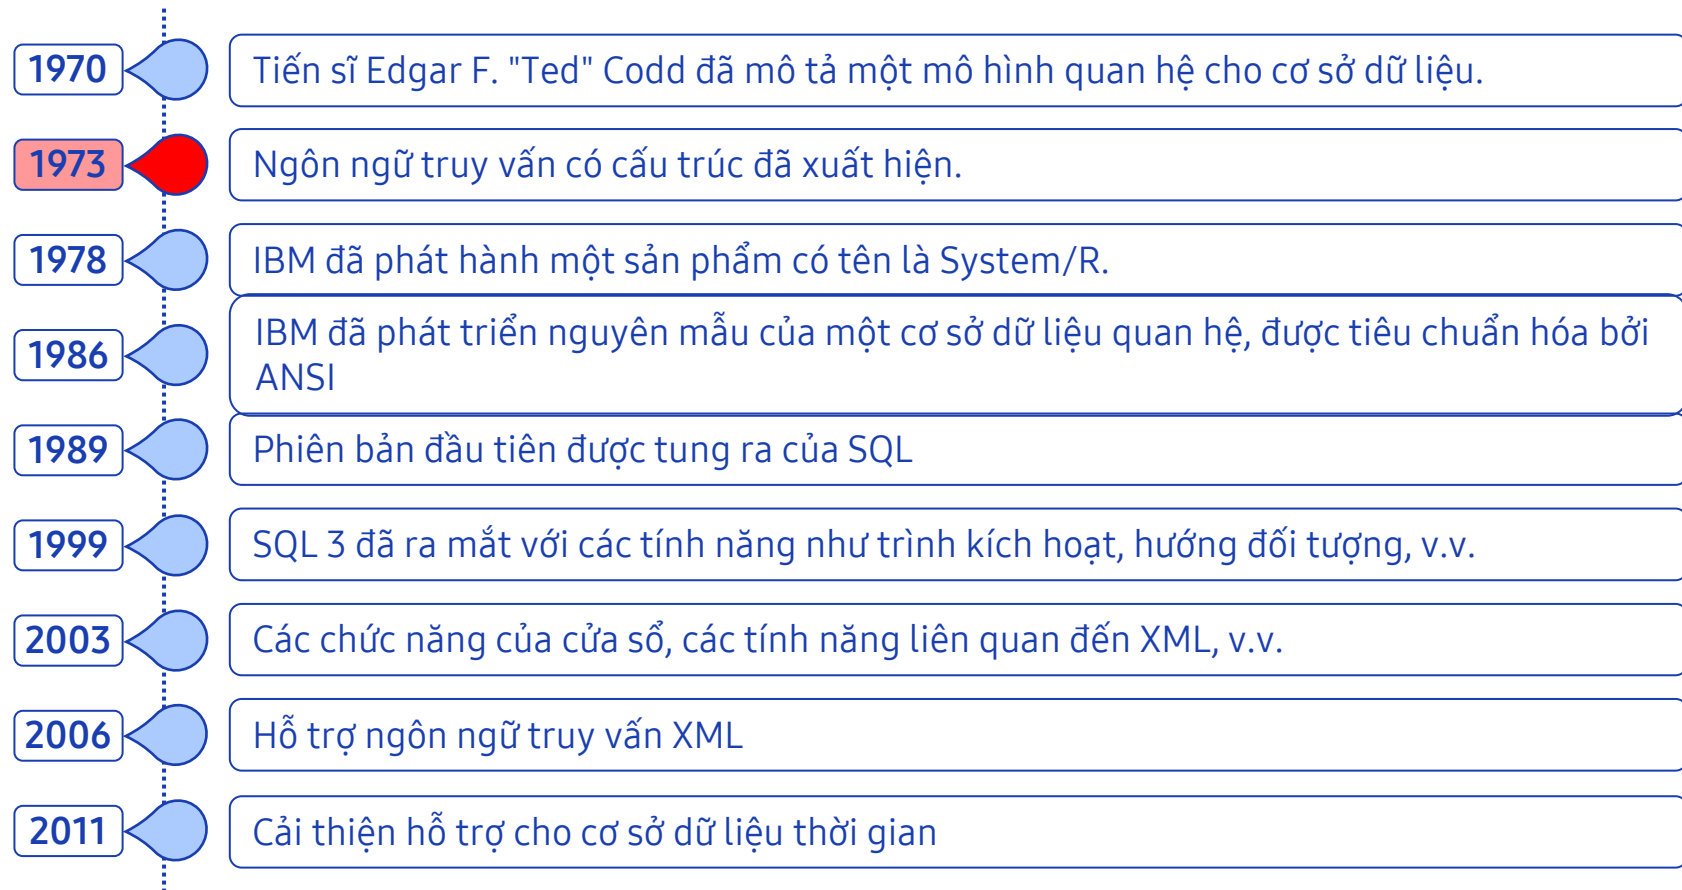 1970
Tiến sĩ Edgar F. "Ted" Codd đã mô tả một mô hình quan hệ cho cơ sở dữ liệu.
1973
Ngôn ngữ truy vấn có cấu trúc đã xuất hiện.
1978
IBM đã phát hành một sản phẩm có tên là System/R.
1986
IBM đã phát triển nguyên mẫu của một cơ sở dữ liệu quan hệ, được tiêu chuẩn hóa bởi
ANSI
1989
Phiên bản đầu tiên được tung ra của SQL
1999
SQL 3 đã ra mắt với các tính năng như trình kích hoạt, hướng đối tượng, v.v.
2003
Các chức năng của cửa sổ, các tính năng liên quan đến XML, v.v.
2006
Hỗ trợ ngôn ngữ truy vấn XML
2011
Cải thiện hỗ trợ cho cơ sở dữ liệu thời gian